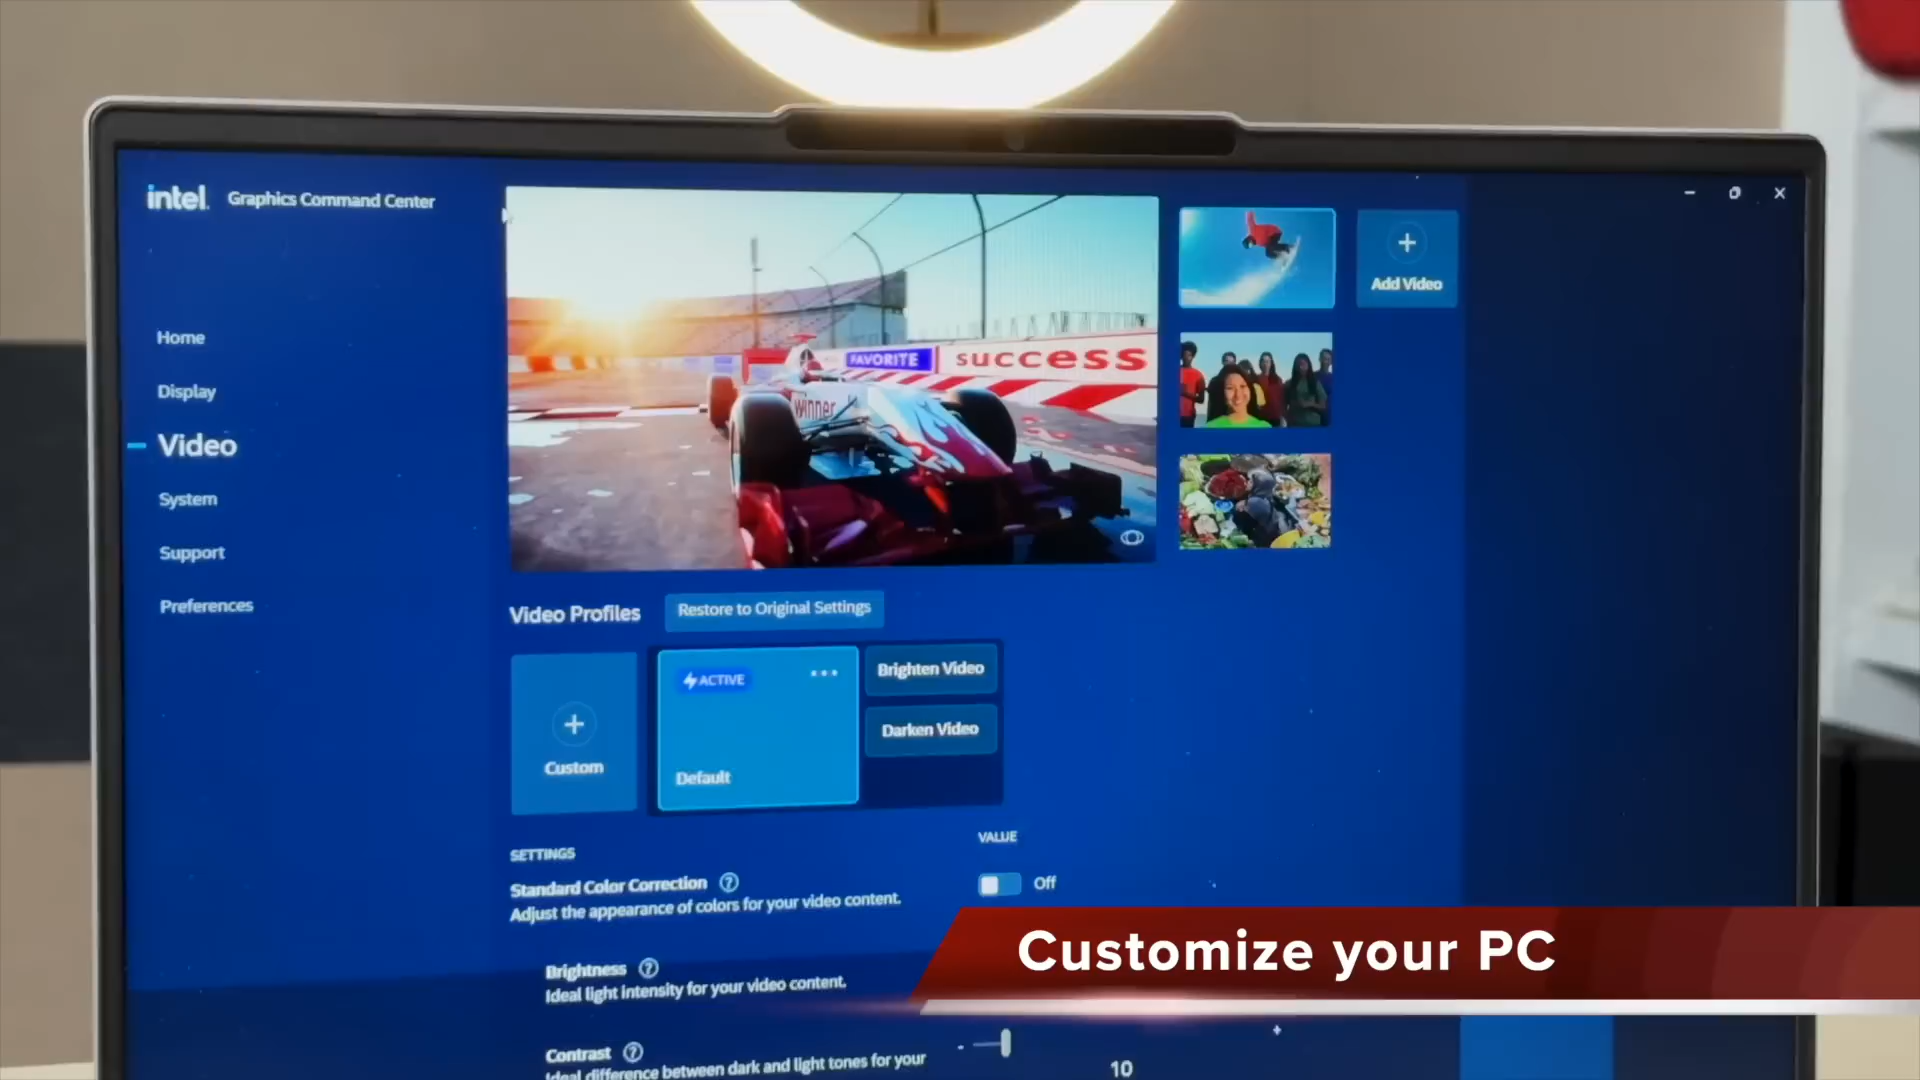 intel. Graphics Command Center
Home
Display
Video
System
Support
Preferences
FAVORITE
success
winner
Add Video
Video Profiles
Restore to Original Settings
Custom
ACTIVE
Default
Brighten Video
Darken Video
SETTINGS
VALUE
Standard Color Correction ?
Off
Adjust the appearance of colors for your video content.
Brightness ?
Ideal light intensity for your video content.
Contrast ?
Ideal difference between dark and light tones for your
- +
10
Customize your PC